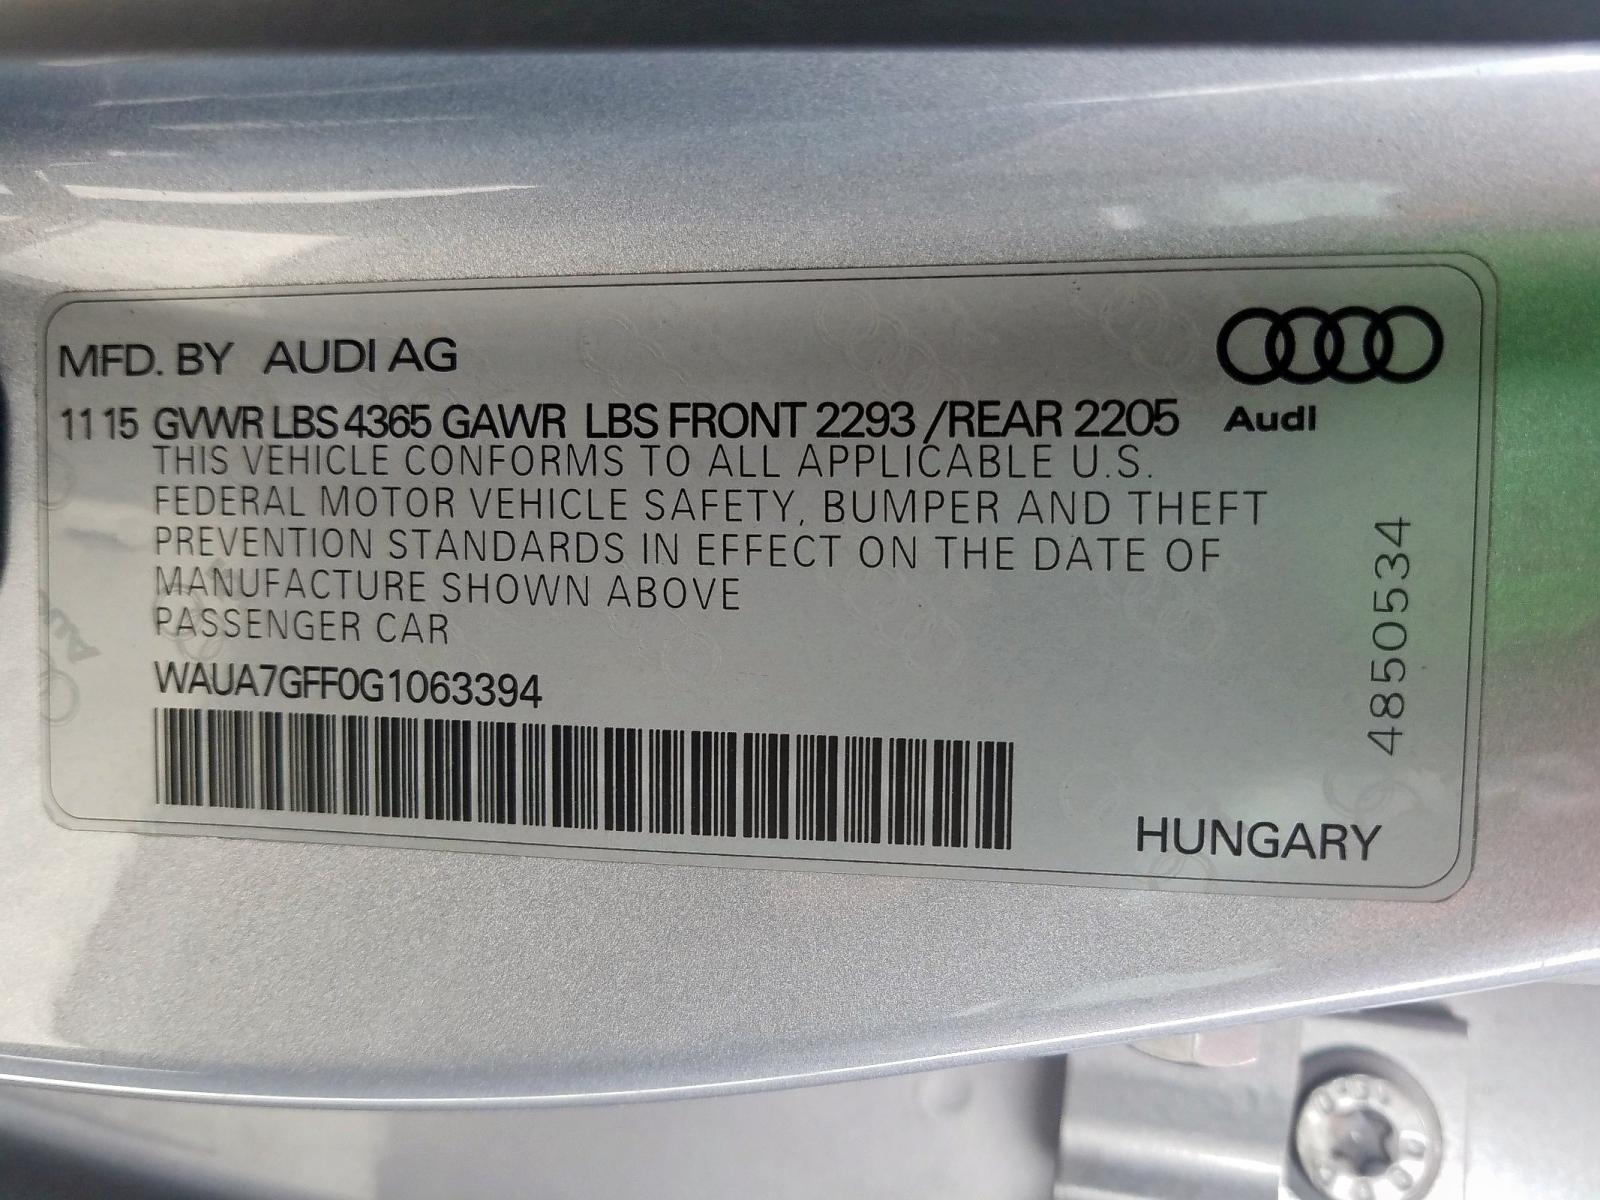 MFD. BY AUDI AG
11 15 GVWR LBS 4365 GAWR LBS FRONT 2293 /REAR 2205
Audi
THIS VEHICLE CONFORMS TO ALL APPLICABLE U.S.
FEDERAL MOTOR VEHICLE SAFETY, BUMPER AND THEFT
PREVENTION STANDARDS IN EFFECT ON THE DATE OF
MANUFACTURE SHOWN ABOVE
PASSENGER CAR
WAUA7GFF0G1063394
4850534
HUNGARY